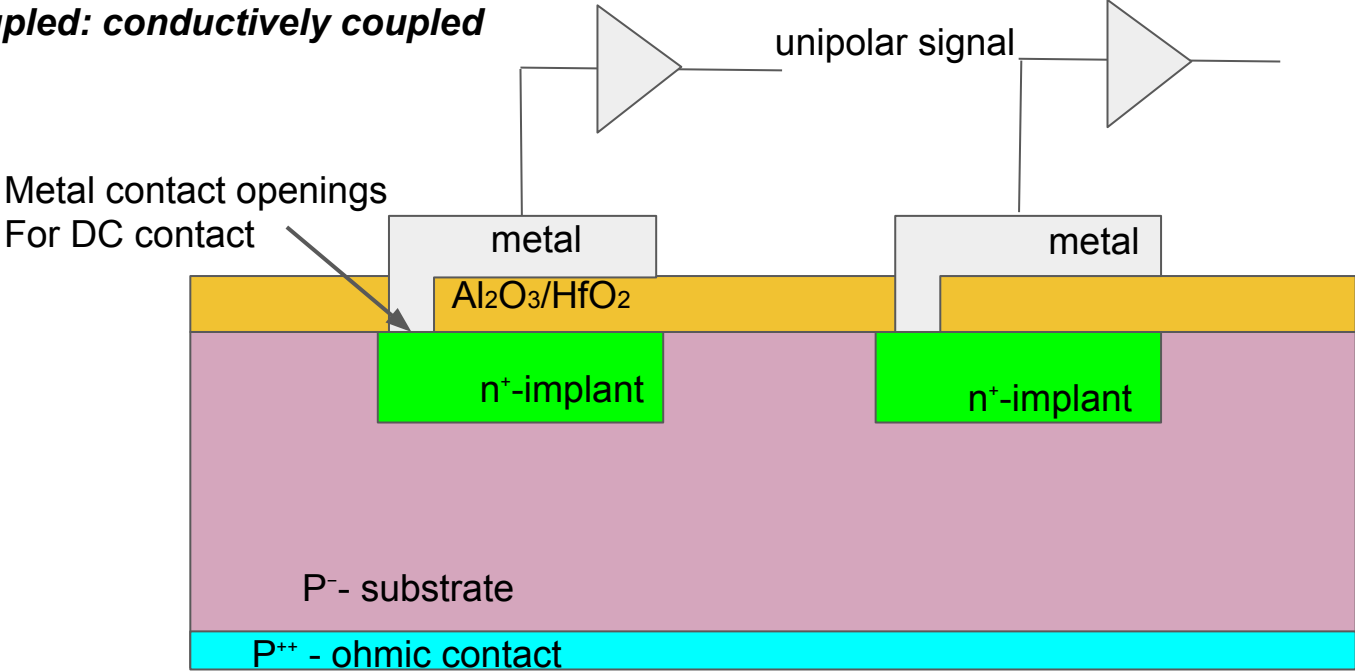 pled: conductively coupled
unipolar signal
Metal contact openings
For DC contact
metal
metal
Al₂O₃/HfO₂
n⁺-implant
n⁺-implant
P⁻- substrate
P⁺⁺ - ohmic contact